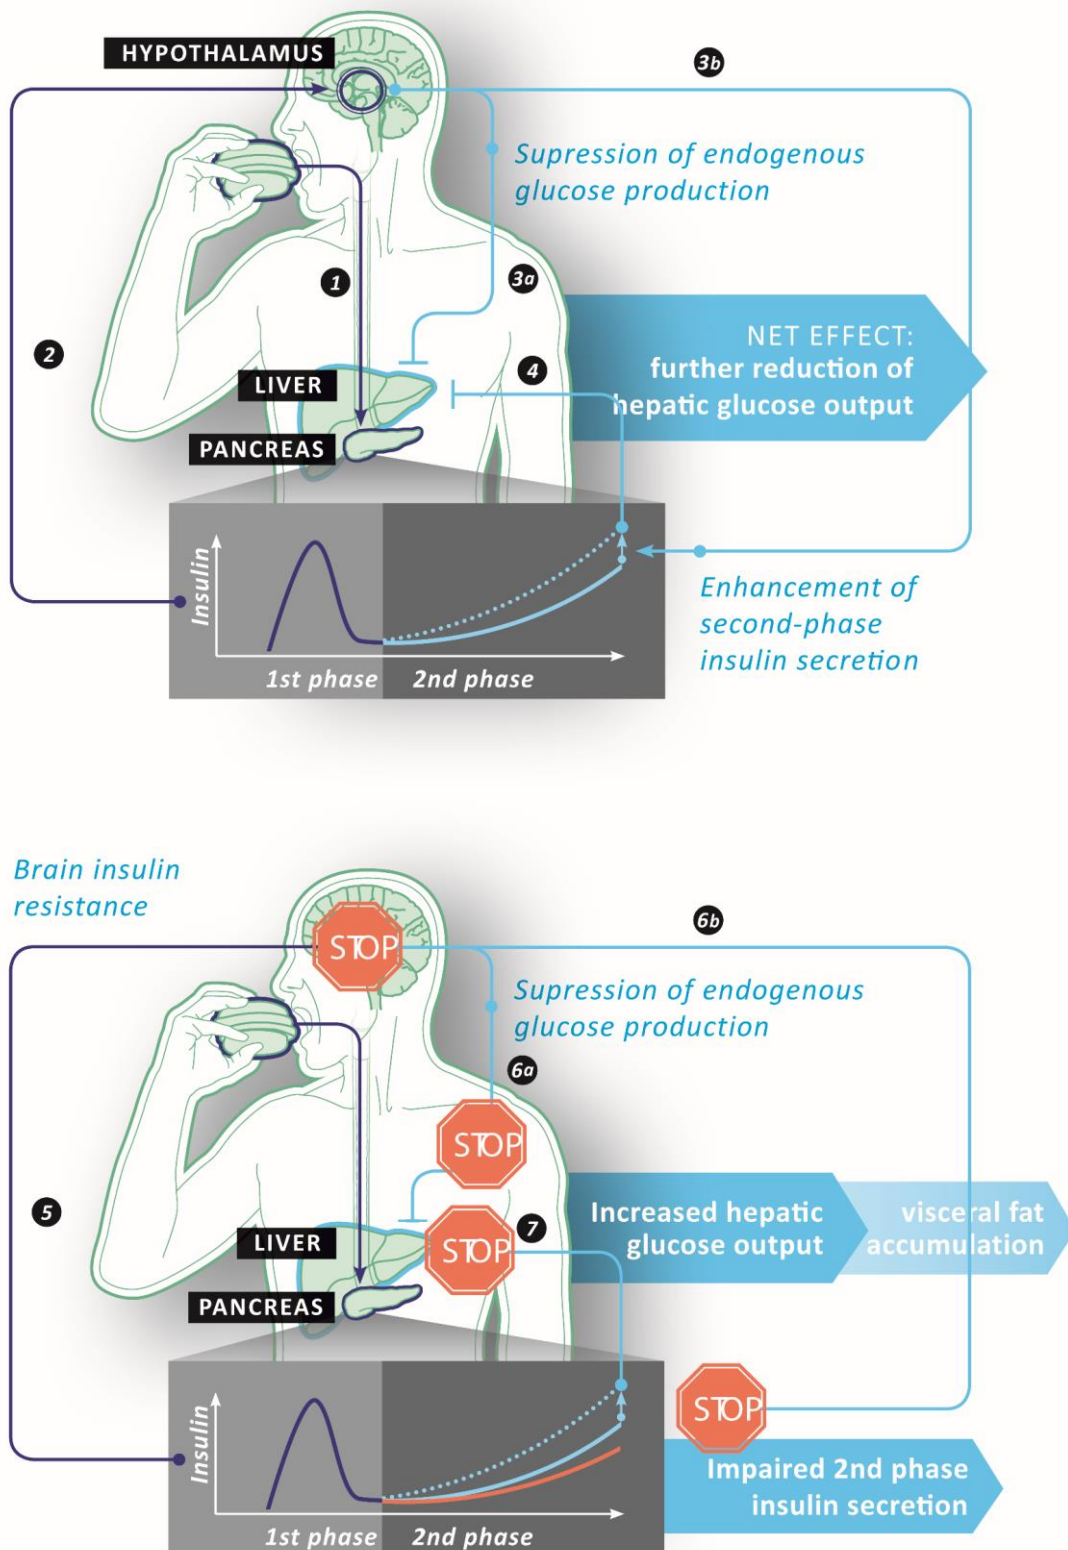 HYPOTHALAMUS
3b
Supression of endogenous
glucose production
1
3a
2
NET EFFECT:
further reduction of
hepatic glucose output
4
LIVER
PANCREAS
Insulin
1st phase
2nd phase
Enhancement of
second-phase
insulin secretion
Brain insulin
resistance
6b
STOP
Supression of endogenous
glucose production
6a
STOP
5
7
Increased hepatic
glucose output
visceral fat
accumulation
LIVER
STOP
PANCREAS
STOP
Insulin
1st phase
2nd phase
Impaired 2nd phase
insulin secretion